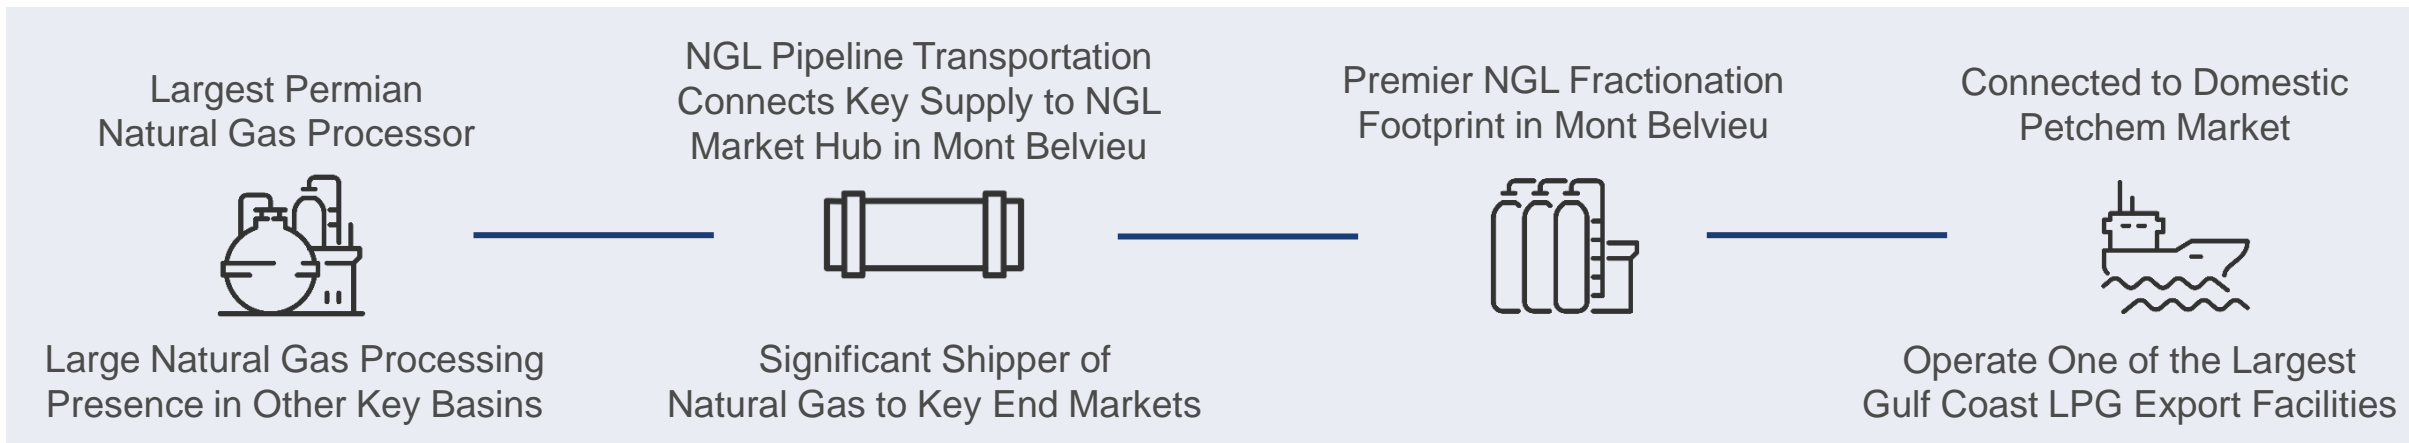 Largest Permian
Natural Gas Processor
Large Natural Gas Processing
Presence in Other Key Basins
NGL Pipeline Transportation
Connects Key Supply to NGL
Market Hub in Mont Belvieu
Significant Shipper of
Natural Gas to Key End Markets
Premier NGL Fractionation
Footprint in Mont Belvieu
Connected to Domestic
Petchem Market
Operate One of the Largest
Gulf Coast LPG Export Facilities